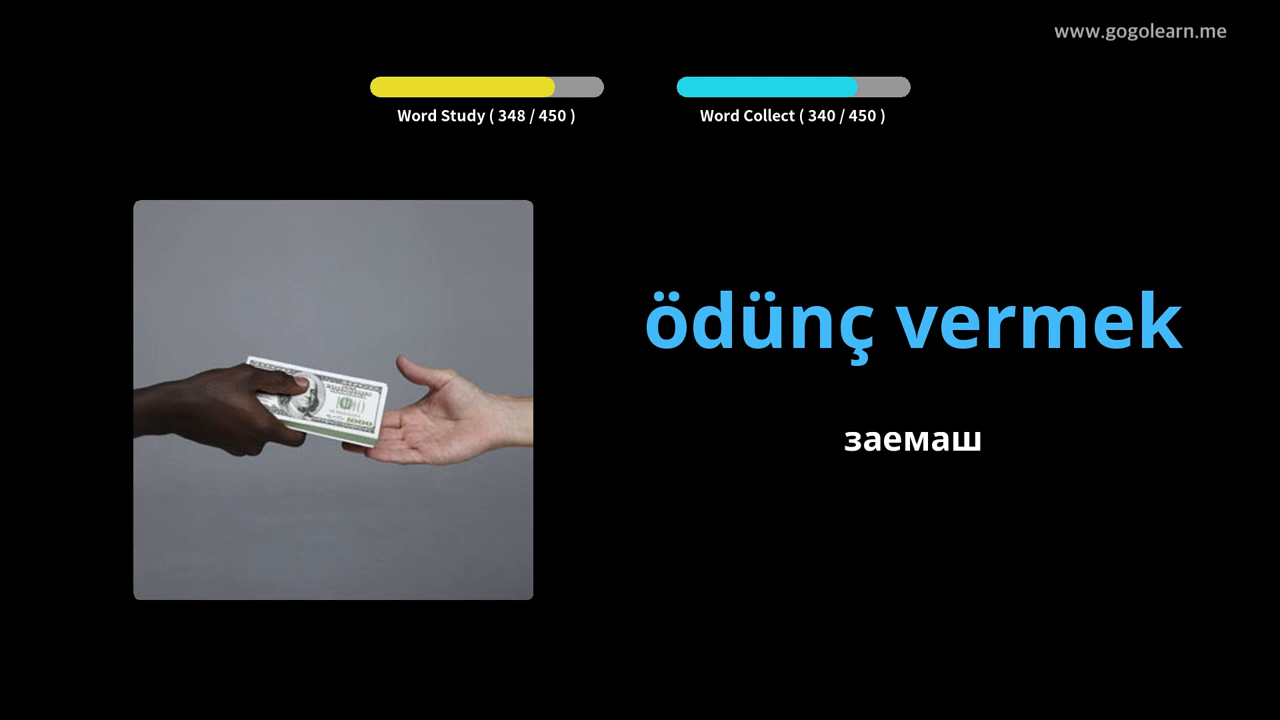 www.gogolearn.me
Word Study ( 348 / 450 )
Word Collect ( 340 / 450 )
ödünç vermek
заемаш